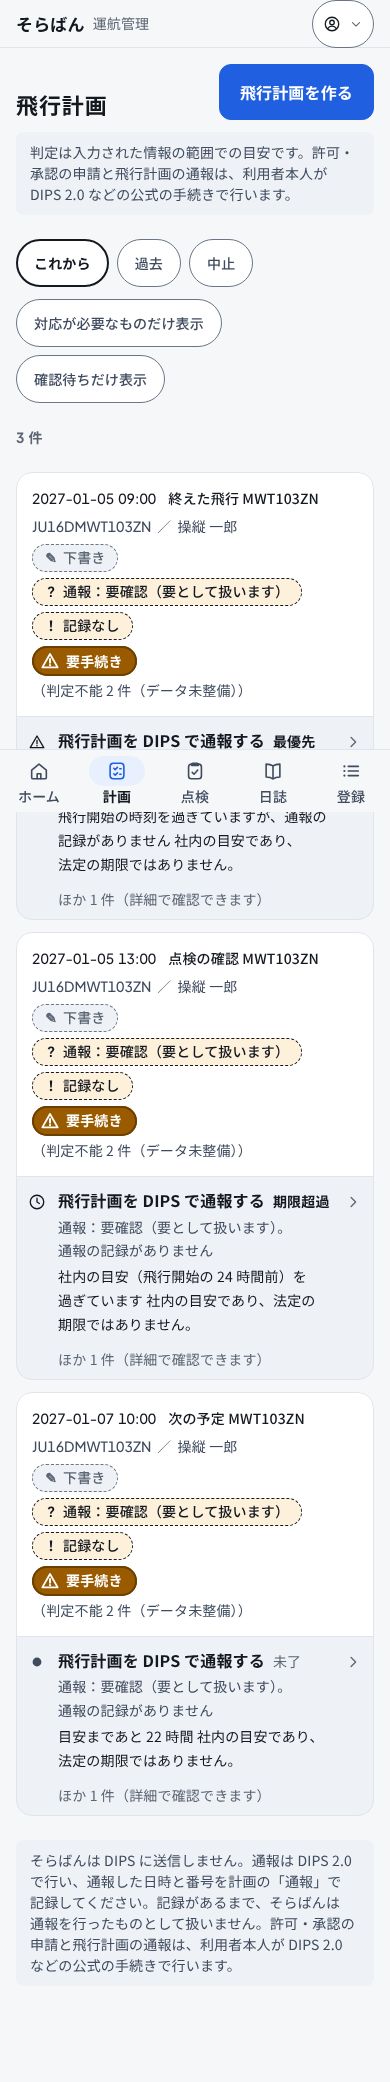 そらばん 運航管理
飛行計画
飛行計画を作る
判定は入力された情報の範囲での目安です。許可・
承認の申請と飛行計画の通報は、利用者本人が
DIPS 2.0 などの公式の手続きで行います。
これから 過去 中止
対応が必要なものだけ表示
確認待ちだけ表示
3 件
2027-01-05 09:00 終えた飛行 MWT103ZN
JU16DMWT103ZN ／ 操縦 一郎
✎ 下書き
? 通報：要確認（要として扱います）
! 記録なし
要手続き
（判定不能 2 件（データ未整備））
飛行計画を DIPS で通報する 最優先
ホーム 計画 点検 日誌 登録
飛行開始の時刻を過ぎていますが、通報の
記録がありません 社内の目安であり、
法定の期限ではありません。
ほか 1 件（詳細で確認できます）
2027-01-05 13:00 点検の確認 MWT103ZN
JU16DMWT103ZN ／ 操縦 一郎
✎ 下書き
? 通報：要確認（要として扱います）
! 記録なし
要手続き
（判定不能 2 件（データ未整備））
飛行計画を DIPS で通報する 期限超過
通報：要確認（要として扱います）。
通報の記録がありません
社内の目安（飛行開始の 24 時間前）を
過ぎています 社内の目安であり、法定の
期限ではありません。
ほか 1 件（詳細で確認できます）
2027-01-07 10:00 次の予定 MWT103ZN
JU16DMWT103ZN ／ 操縦 一郎
✎ 下書き
? 通報：要確認（要として扱います）
! 記録なし
要手続き
（判定不能 2 件（データ未整備））
飛行計画を DIPS で通報する 未了
通報：要確認（要として扱います）。
通報の記録がありません
目安まであと 22 時間 社内の目安であり、
法定の期限ではありません。
ほか 1 件（詳細で確認できます）
そらばんは DIPS に送信しません。通報は DIPS 2.0
で行い、通報した日時と番号を計画の「通報」で
記録してください。記録があるまで、そらばんは
通報を行ったものとして扱いません。許可・承認の
申請と飛行計画の通報は、利用者本人が DIPS 2.0
などの公式の手続きで行います。